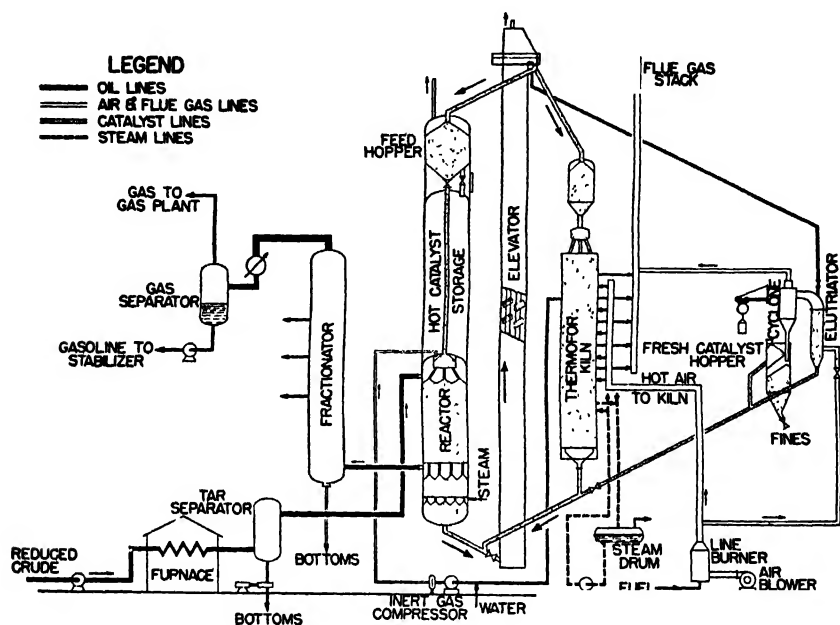 LEGEND
OIL LINES
AIR & FLUE GAS LINES
CATALYST LINES
STEAM LINES
FLUE GAS
STACK
FEED
HOPPER
GAS TO
GAS PLANT
GAS
SEPARATOR
GASOLINE TO
STABILIZER
FRACTIONATOR
HOT CATALYST
STORAGE
ELEVATOR
THERMOFOR
KILN
CYCLONE
ELUTRIATOR
FRESH CATALYST
HOPPER
HOT AIR
TO KILN
FINES
REACTOR
STEAM
TAR
SEPARATOR
REDUCED
CRUDE
FUPNACE
BOTTOMS
BOTTOMS
INERT GAS
COMPRESSOR
WATER
STEAM
DRUM
FUEL
LINE
BURNER
AIR
BLOWER